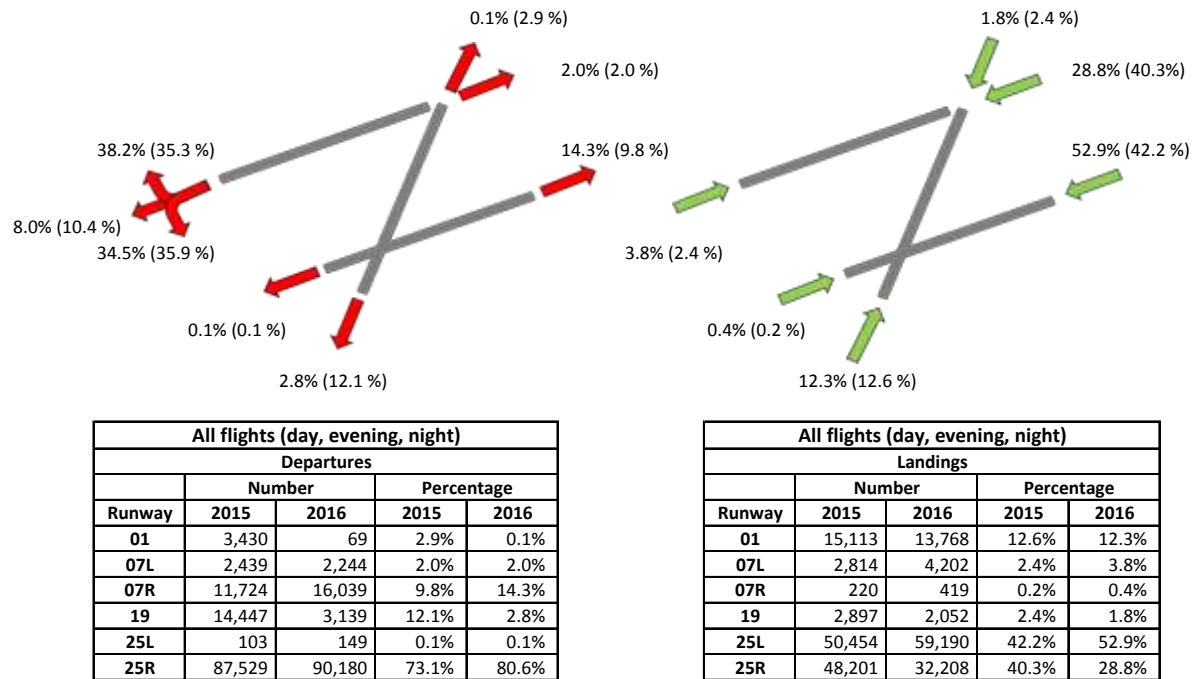 0.1% (2.9 %)
2.0% (2.0 %)
38.2% (35.3 %)
14.3% (9.8 %)
8.0% (10.4 %)
34.5% (35.9 %)
0.1% (0.1 %)
2.8% (12.1 %)
1.8% (2.4 %)
28.8% (40.3%)
52.9% (42.2 %)
3.8% (2.4 %)
0.4% (0.2 %)
12.3% (12.6 %)
All flights (day, evening, night)
Departures
Number Percentage
Runway 2015 2016 2015 2016
01 3,430 69 2.9% 0.1%
07L 2,439 2,244 2.0% 2.0%
07R 11,724 16,039 9.8% 14.3%
19 14,447 3,139 12.1% 2.8%
25L 103 149 0.1% 0.1%
25R 87,529 90,180 73.1% 80.6%
All flights (day, evening, night)
Landings
Number Percentage
Runway 2015 2016 2015 2016
01 15,113 13,768 12.6% 12.3%
07L 2,814 4,202 2.4% 3.8%
07R 220 419 0.2% 0.4%
19 2,897 2,052 2.4% 1.8%
25L 50,454 59,190 42.2% 52.9%
25R 48,201 32,208 40.3% 28.8%